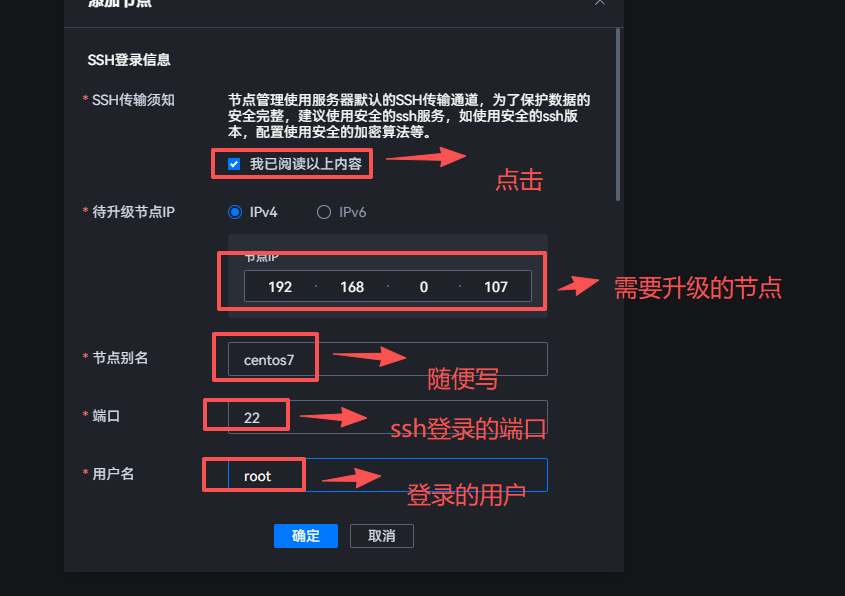 添加节点
SSH登录信息
* SSH传输须知
节点管理使用服务器默认的SSH传输通道，为了保护数据的
安全完整，建议使用安全的ssh服务，如使用安全的ssh版
本，配置使用安全的加密算法等。
我已阅读以上内容
点击
* 待升级节点IP
IPv4
IPv6
节点IP
192 . 168 . 0 . 107
需要升级的节点
* 节点别名
centos7
随便写
* 端口
22
ssh登录的端口
* 用户名
root
登录的用户
确定
取消